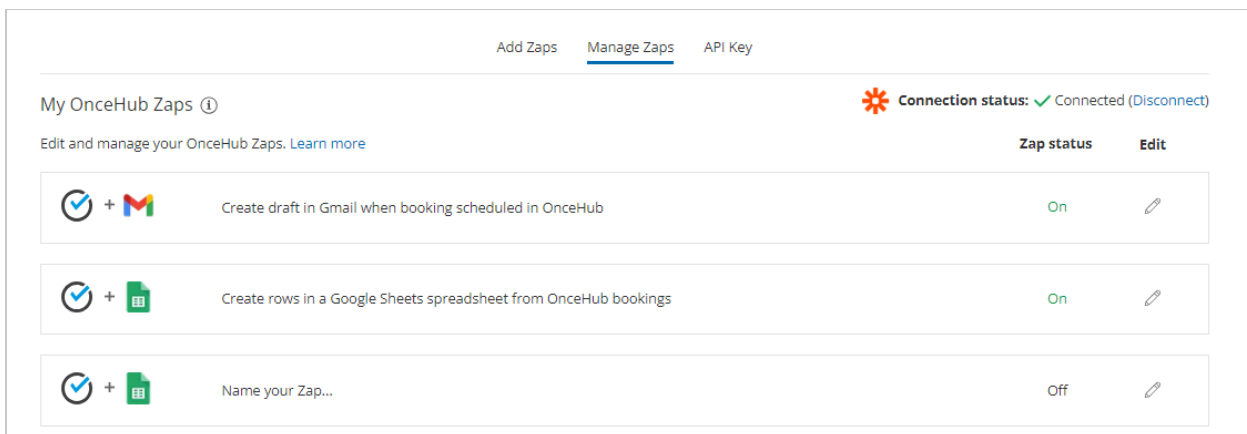 Add Zaps Manage Zaps API Key
My OnceHub Zaps Connection status: Connected (Disconnect)
Edit and manage your OnceHub Zaps. Learn more Zap status Edit
+ Create draft in Gmail when booking scheduled in OnceHub On
+ Create rows in a Google Sheets spreadsheet from OnceHub bookings On
+ Name your Zap... Off